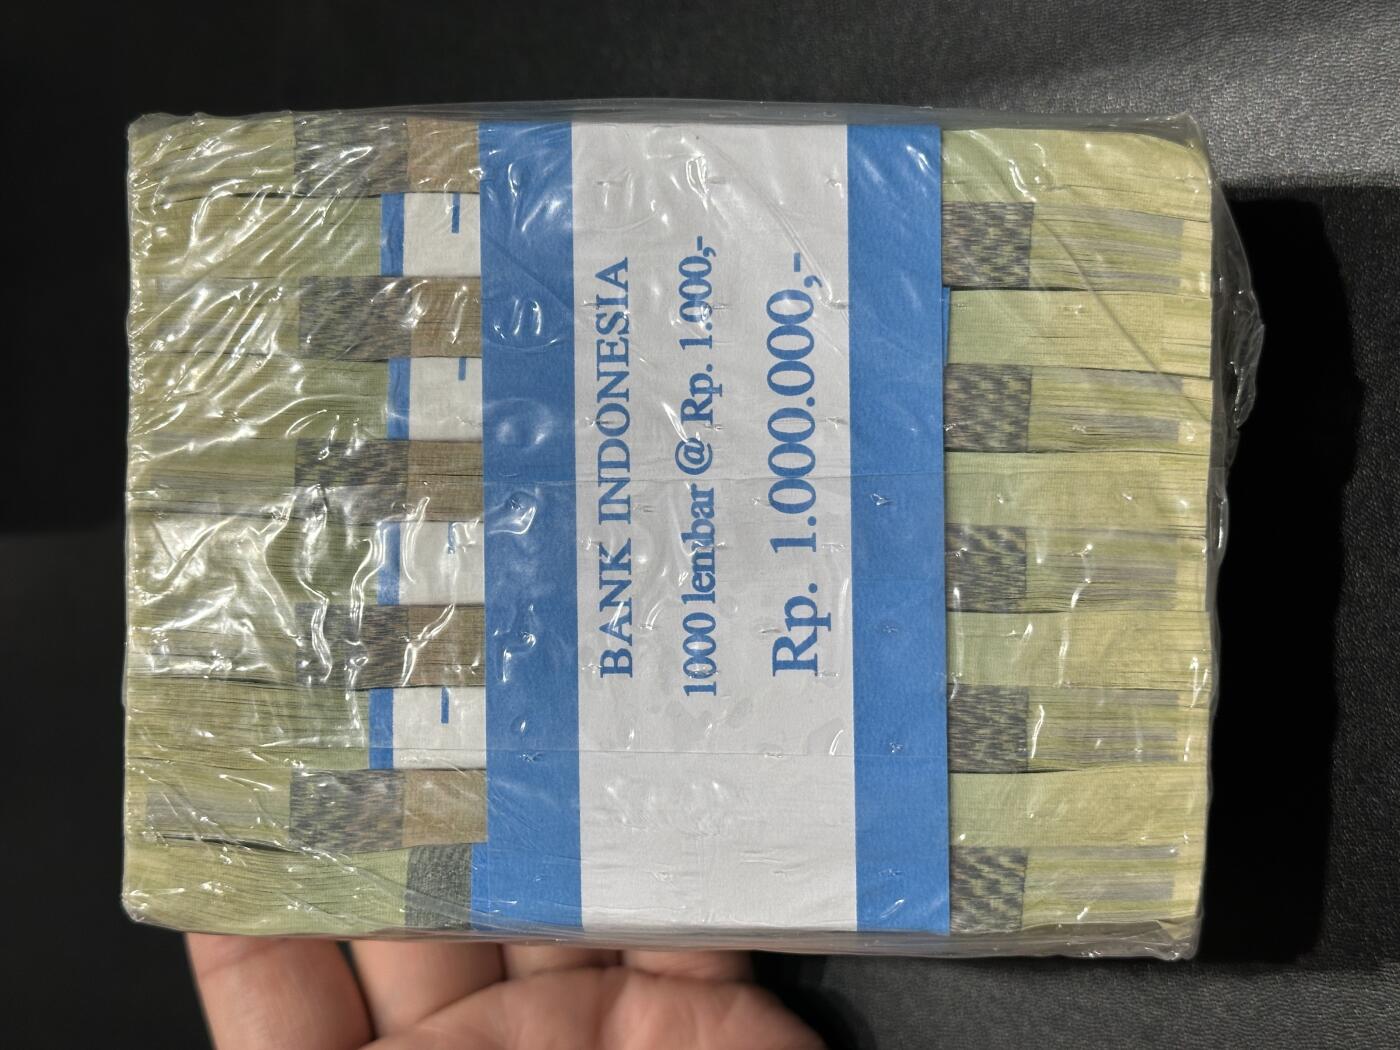 BANK INDONESIA
1000 lembar @ Rp. 1.000,-
Rp. 1.000.000,-